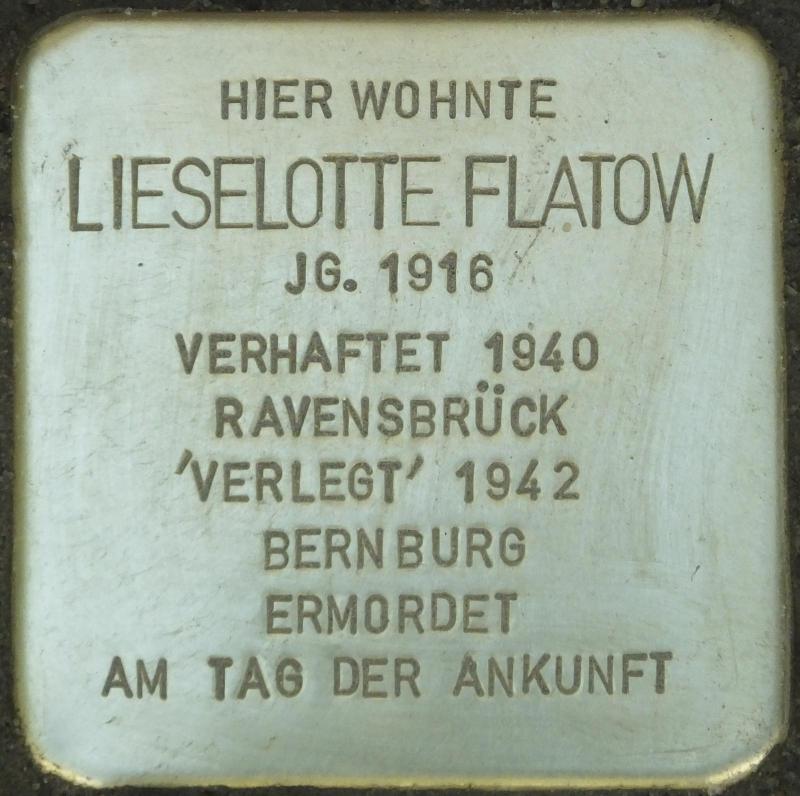 HIER WOHNTE
LIESELOTTE FLATOW
JG. 1916
VERHAFTET 1940
RAVENSBRÜCK
'VERLEGT' 1942
BERNBURG
ERMORDET
AM TAG DER ANKUNFT